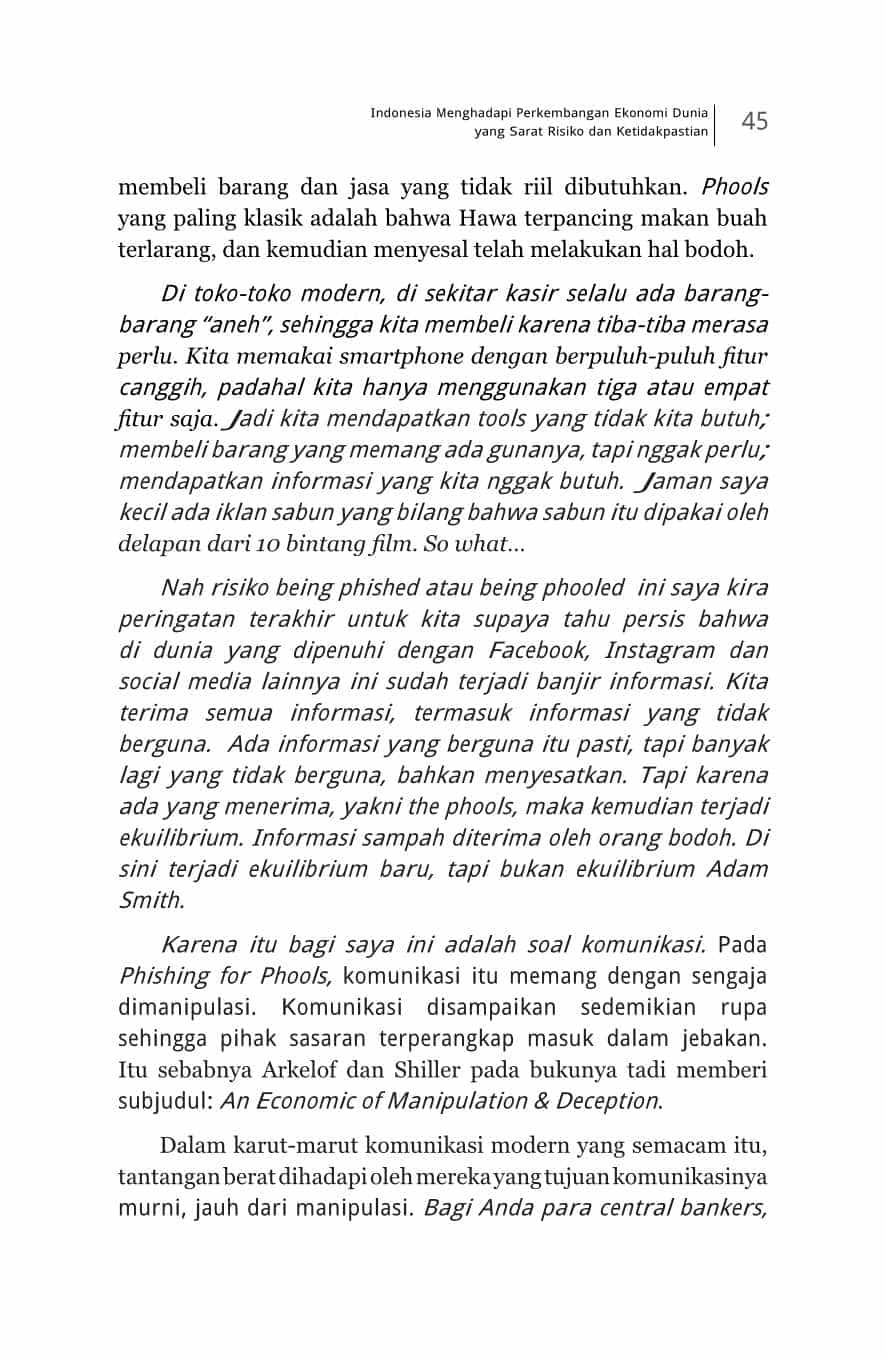 Indonesia Menghadapi Perkembangan Ekonomi Dunia
yang Sarat Risiko dan Ketidakpastian
45
membeli barang dan jasa yang tidak riil dibutuhkan. Phools
yang paling klasik adalah bahwa Hawa terpancing makan buah
terlarang, dan kemudian menyesal telah melakukan hal bodoh.
Di toko-toko modern, di sekitar kasir selalu ada barang-
barang “aneh”, sehingga kita membeli karena tiba-tiba merasa
perlu. Kita memakai smartphone dengan berpuluh-puluh fitur
canggih, padahal kita hanya menggunakan tiga atau empat
fitur saja. Jadi kita mendapatkan tools yang tidak kita butuh;
membeli barang yang memang ada gunanya, tapi nggak perlu;
mendapatkan informasi yang kita nggak butuh. Jaman saya
kecil ada iklan sabun yang bilang bahwa sabun itu dipakai oleh
delapan dari 10 bintang film. So what...
Nah risiko being phished atau being phooled ini saya kira
peringatan terakhir untuk kita supaya tahu persis bahwa
di dunia yang dipenuhi dengan Facebook, Instagram dan
social media lainnya ini sudah terjadi banjir informasi. Kita
terima semua informasi, termasuk informasi yang tidak
berguna. Ada informasi yang berguna itu pasti, tapi banyak
lagi yang tidak berguna, bahkan menyesatkan. Tapi karena
ada yang menerima, yakni the phools, maka kemudian terjadi
ekuilibrium. Informasi sampah diterima oleh orang bodoh. Di
sini terjadi ekuilibrium baru, tapi bukan ekuilibrium Adam
Smith.
Karena itu bagi saya ini adalah soal komunikasi. Pada
Phishing for Phools, komunikasi itu memang dengan sengaja
dimanipulasi. Komunikasi disampaikan sedemikian rupa
sehingga pihak sasaran terperangkap masuk dalam jebakan.
Itu sebabnya Arkelof dan Shiller pada bukunya tadi memberi
subjudul: An Economic of Manipulation & Deception.
Dalam karut-marut komunikasi modern yang semacam itu,
tantangan berat dihadapi oleh mereka yang tujuan komunikasinya
murni, jauh dari manipulasi. Bagi Anda para central bankers,